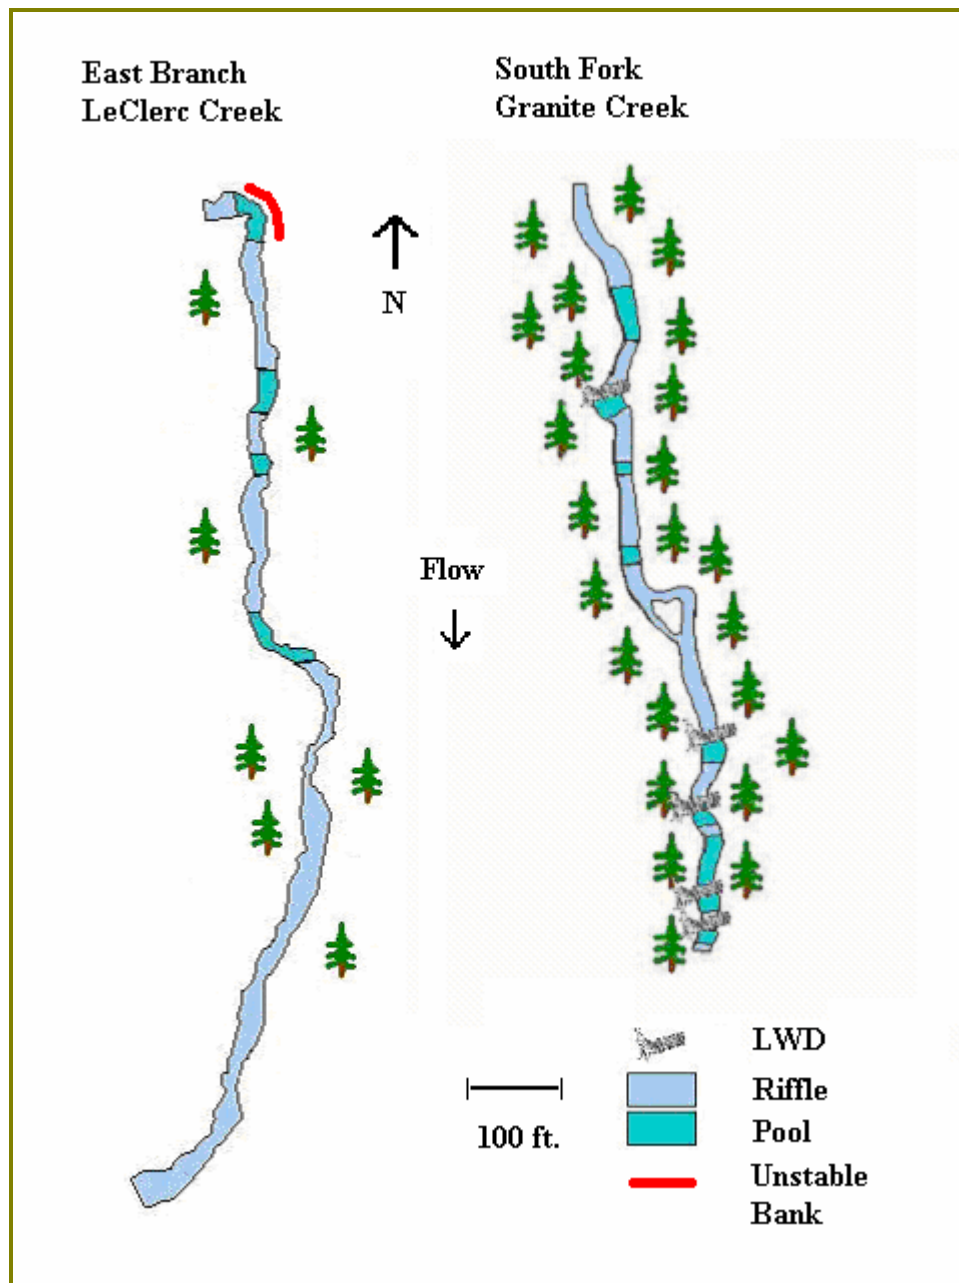 East Branch
LeClerc Creek
South Fork
Granite Creek
N
Flow
100 ft.
LWD
Riffle
Pool
Unstable
Bank